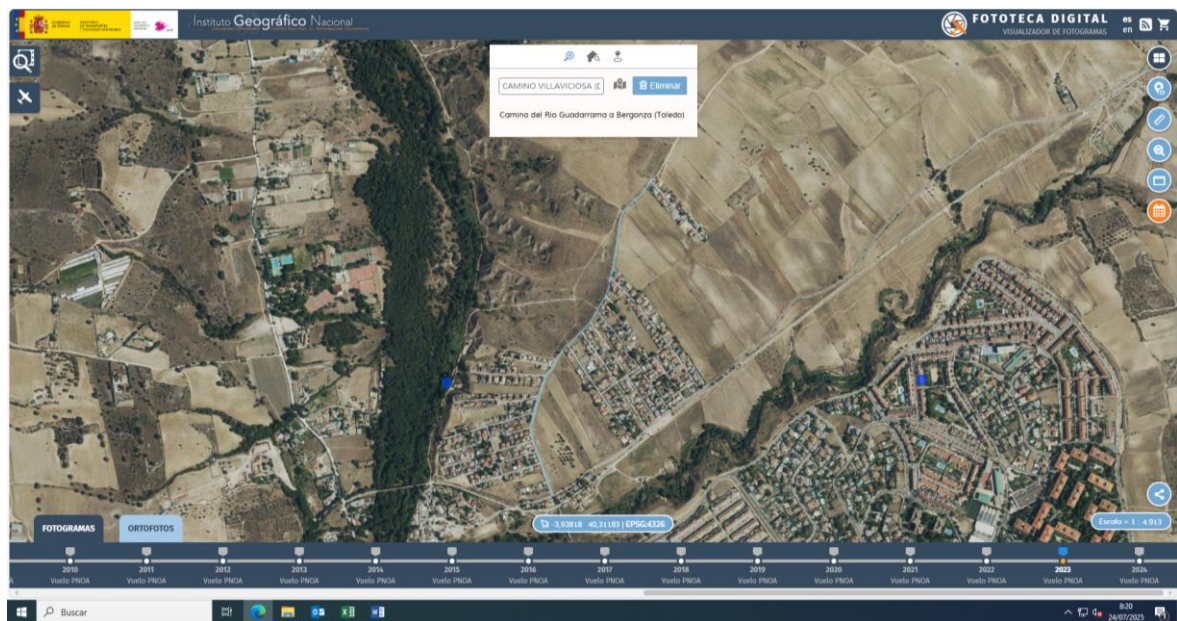 Instituto Geográfico Nacional
FOTOTECA DIGITAL
VISUALIZADOR DE FOTOGRAMAS
es
en
CAMINO VILLAVICIOSA (D
Eliminar
Camino del Rio Guadarrama a Bergonza (Toledo)
FOTOGRAMAS
ORTOFOTOS
-3,93818 40,31183 | EPSG:4326
Escala = 1 : 4 913
2010 2011 2012 2013 2014 2015 2016 2017 2018 2019 2020 2021 2022 2023 2024
Vuelo PNOA Vuelo PNOA Vuelo PNOA Vuelo PNOA Vuelo PNOA Vuelo PNOA Vuelo PNOA Vuelo PNOA Vuelo PNOA Vuelo PNOA Vuelo PNOA Vuelo PNOA Vuelo PNOA Vuelo PNOA Vuelo PNOA
Buscar
8:20
24/07/2025